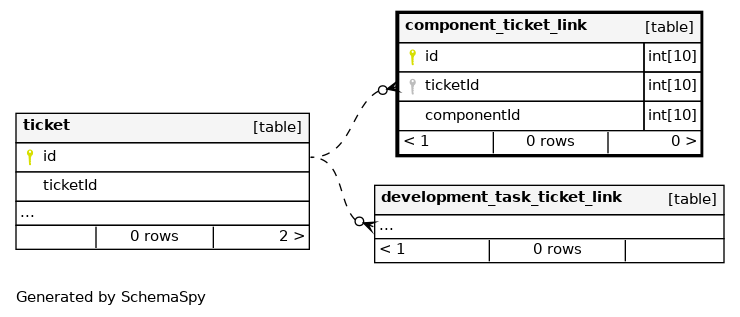 component_ticket_link [table]
id int[10]
ticketId int[10]
componentId int[10]
< 1 0 rows 0 >
ticket [table]
id
ticketId
...
0 rows 2 >
development_task_ticket_link [table]
...
< 1 0 rows
Generated by SchemaSpy